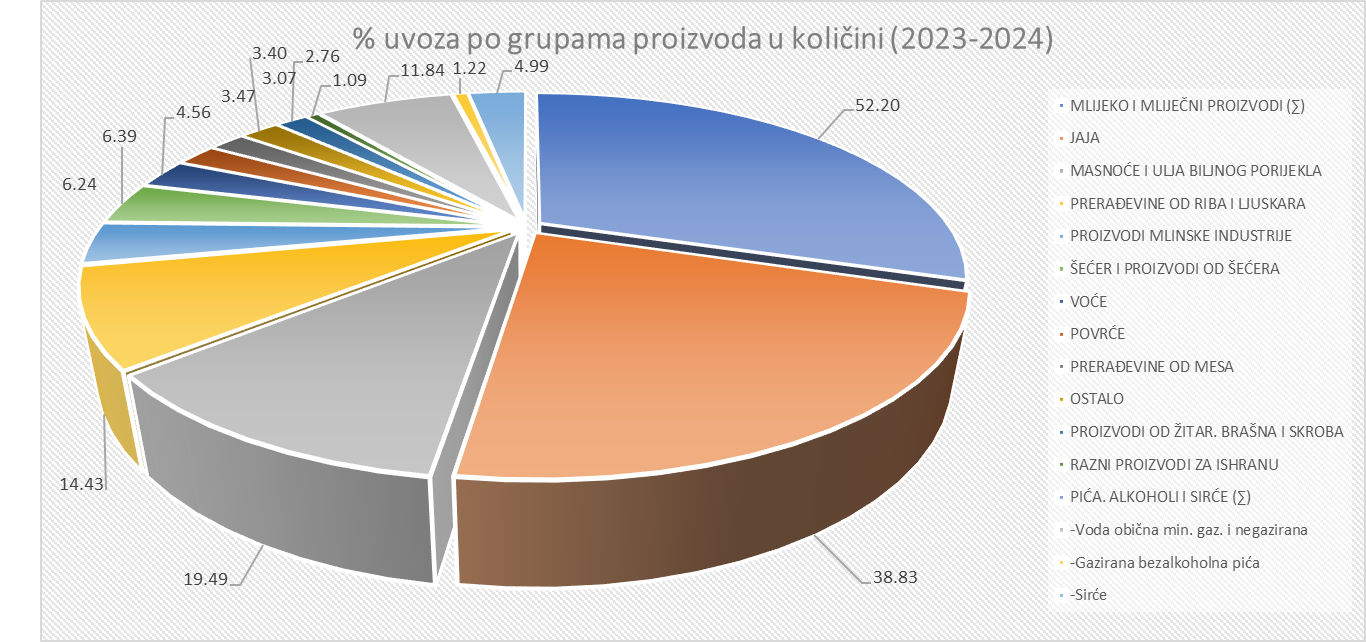 % uvoza po grupama proizvoda u količini (2023-2024)
52.20
38.83
19.49
14.43
6.24
6.39
4.56
3.47
3.40
3.07
2.76
1.09
11.84
1.22
4.99
MLIJEKO I MLIJEČNI PROIZVODI (∑)
JAJA
MASNOĆE I ULJA BILJNOG PORIJEKLA
PRERAĐEVINE OD RIBA I LJUSKARA
PROIZVODI MLINSKE INDUSTRIJE
ŠEĆER I PROIZVODI OD ŠEĆERA
VOĆE
POVRĆE
PRERAĐEVINE OD MESA
OSTALO
PROIZVODI OD ŽITAR. BRAŠNA I SKROBA
RAZNI PROIZVODI ZA ISHRANU
PIĆA. ALKOHOLI I SIRĆE (∑)
-Voda obična min. gaz. i negazirana
-Gazirana bezalkoholna pića
-Sirće